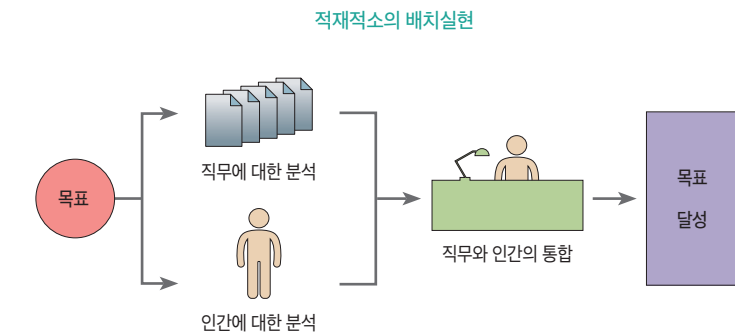 적재적소의 배치실현
목표
직무에 대한 분석
인간에 대한 분석
직무와 인간의 통합
목표
달성